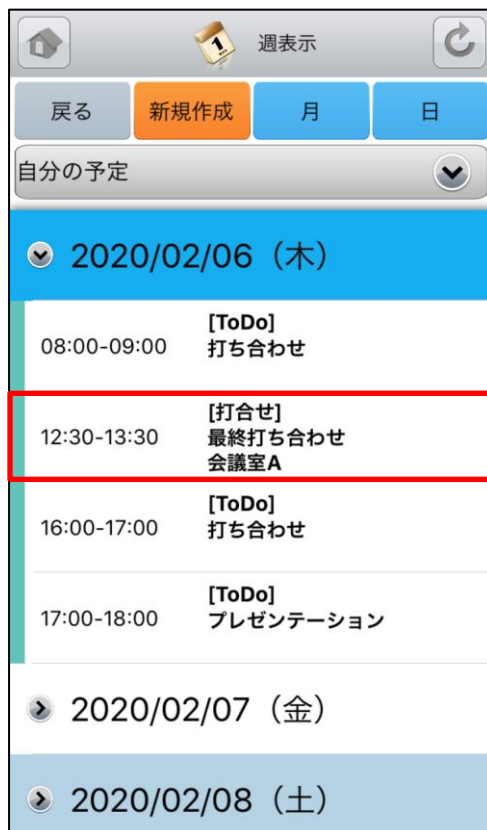 週表示
戻る
新規作成
月
日
自分の予定
2020/02/06（木）
08:00-09:00
[ToDo]
打ち合わせ
12:30-13:30
[打合せ]
最終打ち合わせ
会議室A
16:00-17:00
[ToDo]
打ち合わせ
17:00-18:00
[ToDo]
プレゼンテーション
2020/02/07（金）
2020/02/08（土）